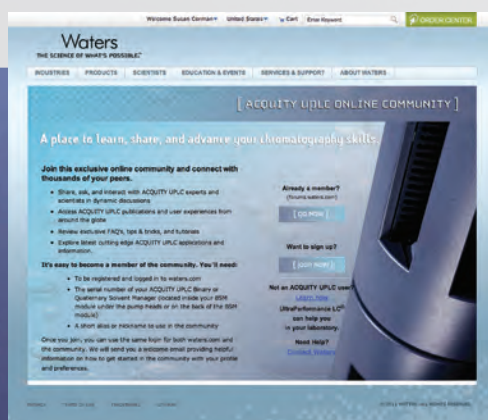 Welcome Susan Corman United States Cart Enter Keyword ORDER CENTER
Waters
THE SCIENCE OF WHAT'S POSSIBLE.™
INDUSTRIES PRODUCTS SCIENTISTS EDUCATION & EVENTS SERVICES & SUPPORT ABOUT WATERS
[ ACQUITY UPLC ONLINE COMMUNITY ]
A place to learn, share, and advance your chromatography skills.
Join this exclusive online community and connect with
thousands of your peers.
• Share, ask, and interact with ACQUITY UPLC experts and
scientists in dynamic discussions
• Access ACQUITY UPLC publications and user experiences from
around the globe
• Review exclusive FAQ's, tips & tricks, and tutorials
• Explore latest cutting edge ACQUITY UPLC applications and
information.
It's easy to become a member of the community. You'll need:
• To be registered and logged in to waters.com
• The serial number of your ACQUITY UPLC Binary or
Quaternary Solvent Manager (located inside your BSM
module under the pump heads or on the back of the QSM
module)
• A short alias or nickname to use in the community
Once you join, you can use the same login for both waters.com and
the community. We will send you a welcome email providing helpful
information on how to get started in the community with your profile
and preferences.
Already a member?
(forums.waters.com)
[ GO NOW ]
Want to sign up?
[ JOIN NOW ]
Not an ACQUITY UPLC user?
Learn how
UltraPerformance LC®
can help you
in your laboratory.
Need Help?
Contact Waters